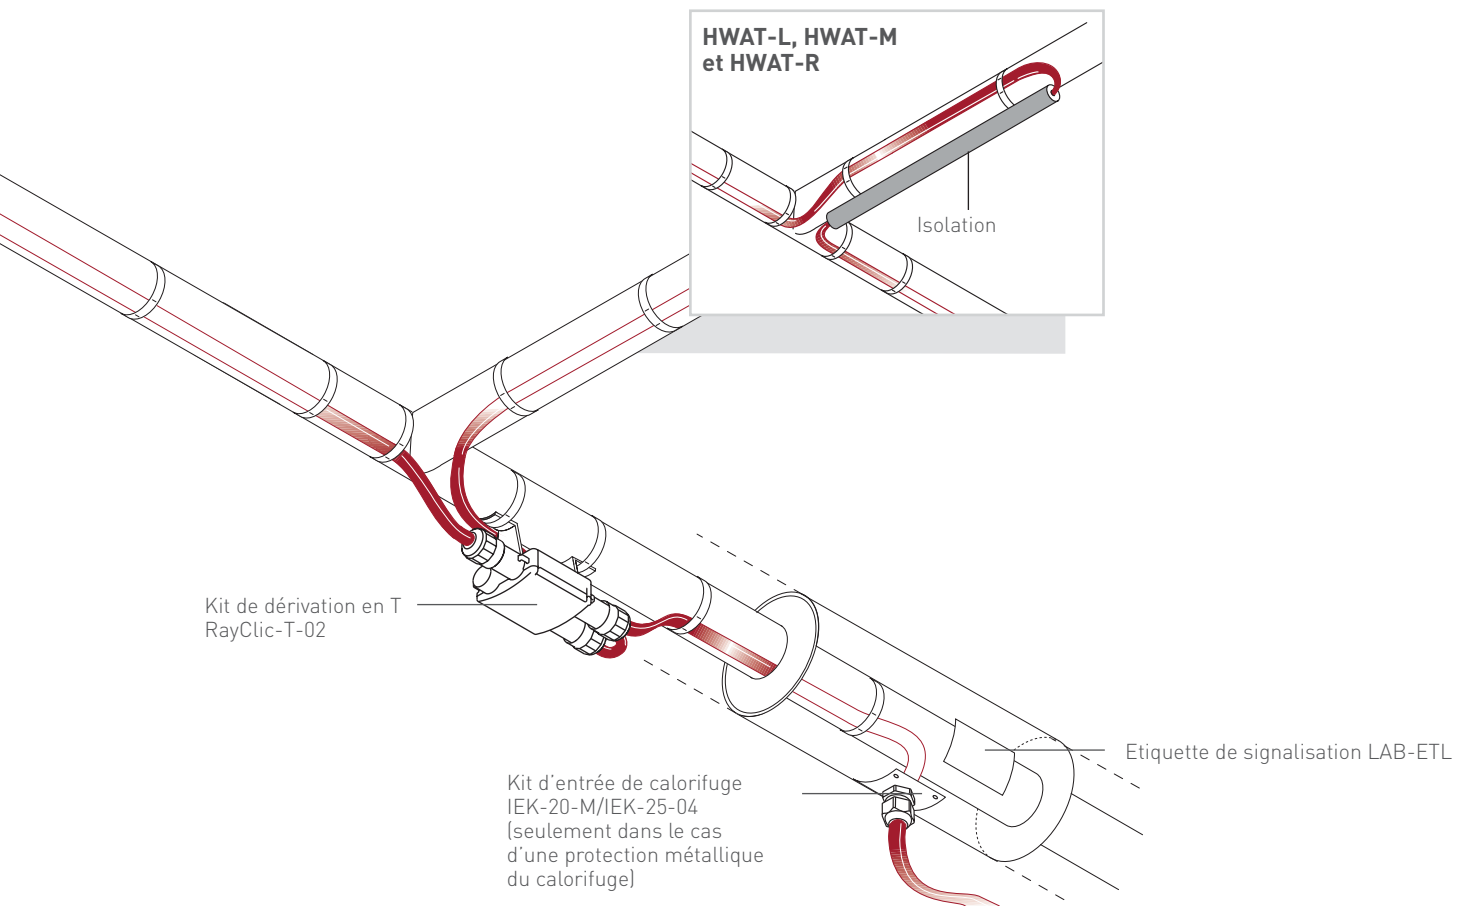 HWAT-L, HWAT-M
et HWAT-R
Isolation
Kit de dérivation en T
RayClic-T-02
Etiquette de signalisation LAB-ETL
Kit d’entrée de calorifuge
IEK-20-M/IEK-25-04
(seulement dans le cas
d’une protection métallique
du calorifuge)